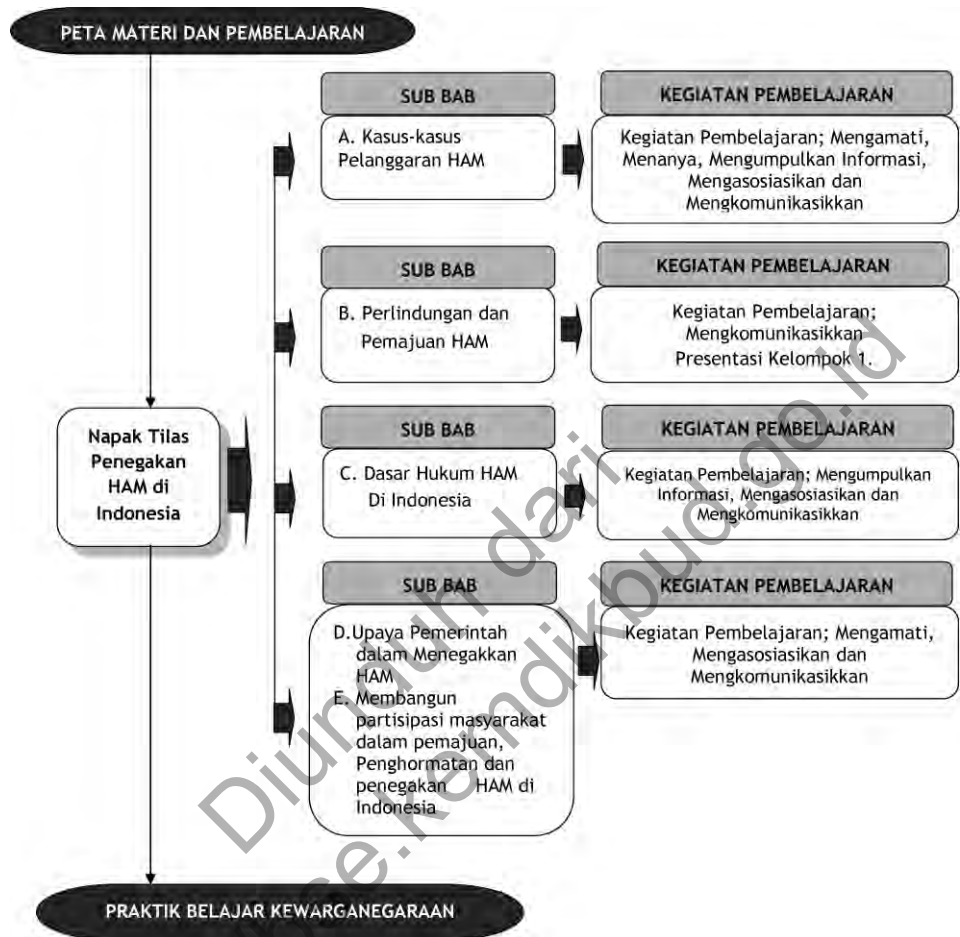 PETA MATERI DAN PEMBELAJARAN
SUB BAB
A. Kasus-kasus
Pelanggaran HAM
KEGIATAN PEMBELAJARAN
Kegiatan Pembelajaran; Mengamati,
Menanya, Mengumpulkan Informasi,
Mengasosiasikan dan
Mengkomunikasikkan
SUB BAB
B. Perlindungan dan
Pemajuan HAM
KEGIATAN PEMBELAJARAN
Kegiatan Pembelajaran;
Mengkomunikasikkan
Presentasi Kelompok 1.
Napak Tilas
Penegakan
HAM di
Indonesia
SUB BAB
C. Dasar Hukum HAM
Di Indonesia
KEGIATAN PEMBELAJARAN
Kegiatan Pembelajaran; Mengumpulkan
Informasi, Mengasosiasikan dan
Mengkomunikasikkan
SUB BAB
D.Upaya Pemerintah
dalam Menegakkan
HAM
E. Membangun
partisipasi masyarakat
dalam pemajuan,
Penghormatan dan
penegakan HAM di
Indonesia
KEGIATAN PEMBELAJARAN
Kegiatan Pembelajaran; Mengamati,
Mengasosiasikan dan
Mengkomunikasikkan
PRAKTIK BELAJAR KEWARGANEGARAAN
Diunduh dari
bse.kemdikbud.go.id